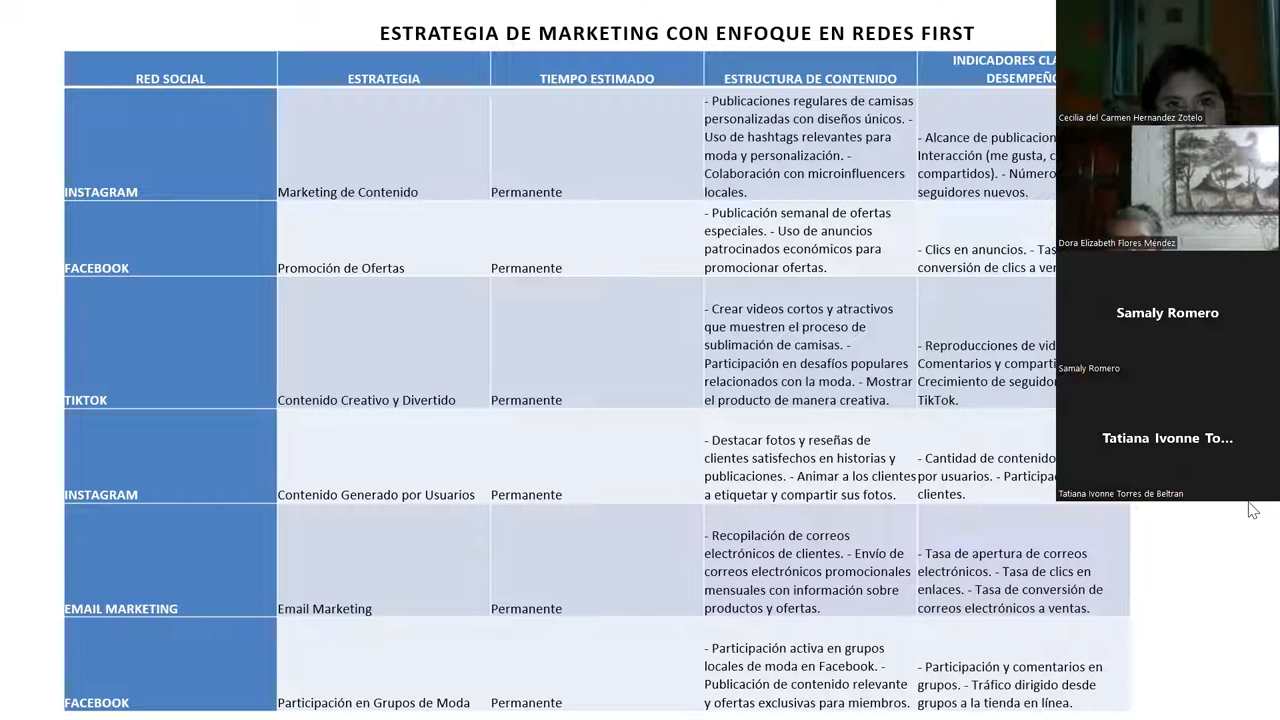 ESTRATEGIA DE MARKETING CON ENFOQUE EN REDES FIRST
RED SOCIAL
ESTRATEGIA
TIEMPO ESTIMADO
ESTRUCTURA DE CONTENIDO
INDICADORES
INSTAGRAM
Marketing de Contenido
Permanente
- Publicaciones regulares de camisas
personalizadas con diseños únicos. -
Uso de hashtags relevantes para
moda y personalización. -
Colaboración con microinfluencers
locales.
- Alcance de
Interacción (me gusta,
compartidos). - Número
seguidores nuevos.
FACEBOOK
Promoción de Ofertas
Permanente
- Publicación semanal de ofertas
especiales. - Uso de anuncios
patrocinados económicos para
promocionar ofertas.
- Clics en anuncios. -
conversión de clics a
TIKTOK
Contenido Creativo y Divertido
Permanente
- Crear videos cortos y atractivos
que muestren el proceso de
sublimación de camisas. -
Participación en desafíos populares
relacionados con la moda. - Mostrar
el producto de manera creativa.
- Reproducciones de
Comentarios y
Crecimiento de
TikTok.
INSTAGRAM
Contenido Generado por Usuarios
Permanente
- Destacar fotos y reseñas de
clientes satisfechos en historias y
publicaciones. - Animar a los clientes
a etiquetar y compartir sus fotos.
- Cantidad de contenido
por usuarios. -
clientes.
EMAIL MARKETING
Email Marketing
Permanente
- Recopilación de correos
electrónicos de clientes. - Envío de
correos electrónicos promocionales
mensuales con información sobre
productos y ofertas.
- Tasa de apertura de correos
electrónicos. - Tasa de clics en
enlaces. - Tasa de conversión de
correos electrónicos a ventas.
FACEBOOK
Participación en Grupos de Moda
Permanente
- Participación activa en grupos
locales de moda en Facebook. -
Publicación de contenido relevante
y ofertas exclusivas para miembros.
- Participación y comentarios en
grupos. - Tráfico dirigido desde
grupos a la tienda en línea.
Cecilia del Carmen Hernandez Zotelo
Dora Elizabeth Flores Méndez
Samaly Romero
Samaly Romero
Tatiana Ivonne To...
Tatiana Ivonne Torres de Beltran